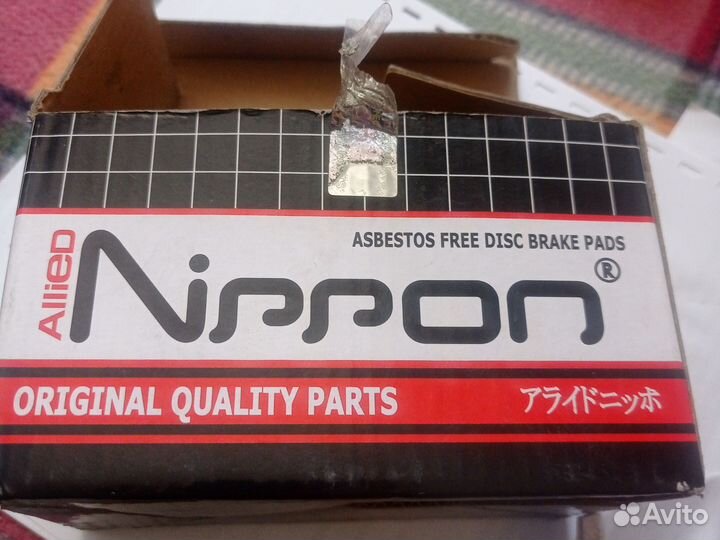 ASBESTOS FREE DISC BRAKE PADS
Allied Nippon®
ORIGINAL QUALITY PARTS アライドニッポ
Avito